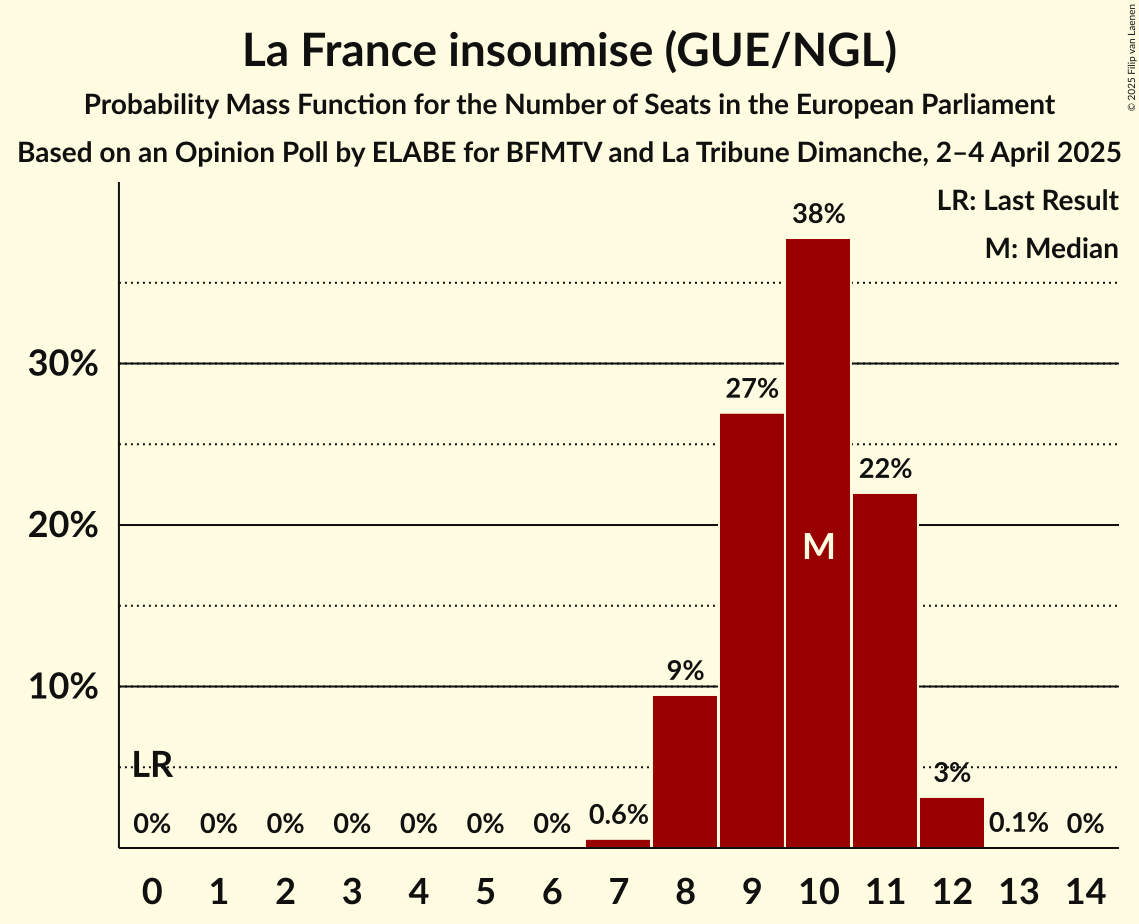 La France insoumise (GUE/NGL)
Probability Mass Function for the Number of Seats in the European Parliament
Based on an Opinion Poll by ELABE for BFMTV and La Tribune Dimanche, 2–4 April 2025
© 2025 Filip van Laenen
LR: Last Result
M: Median
38%
30%
27%
22%
20%
M
10%
9%
LR
3%
0% 0% 0% 0% 0% 0% 0% 0.6% 0.1% 0%
0 1 2 3 4 5 6 7 8 9 10 11 12 13 14